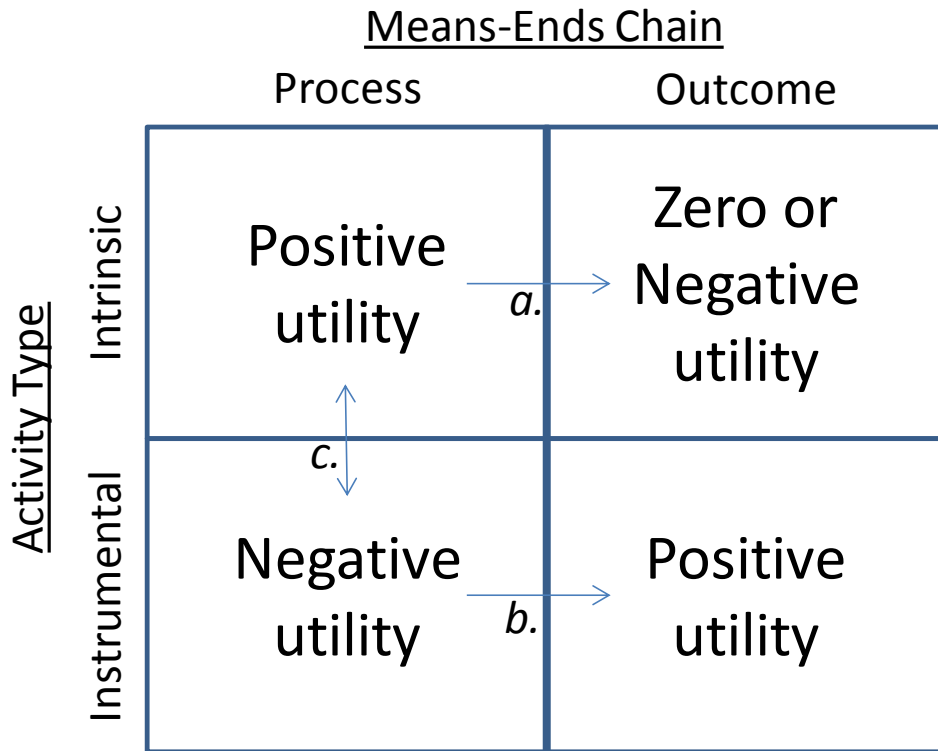 Means-Ends Chain
Process
Outcome
Activity Type
Intrinsic
Positive
utility
a.
Zero or
Negative
utility
c.
Instrumental
Negative
utility
b.
Positive
utility